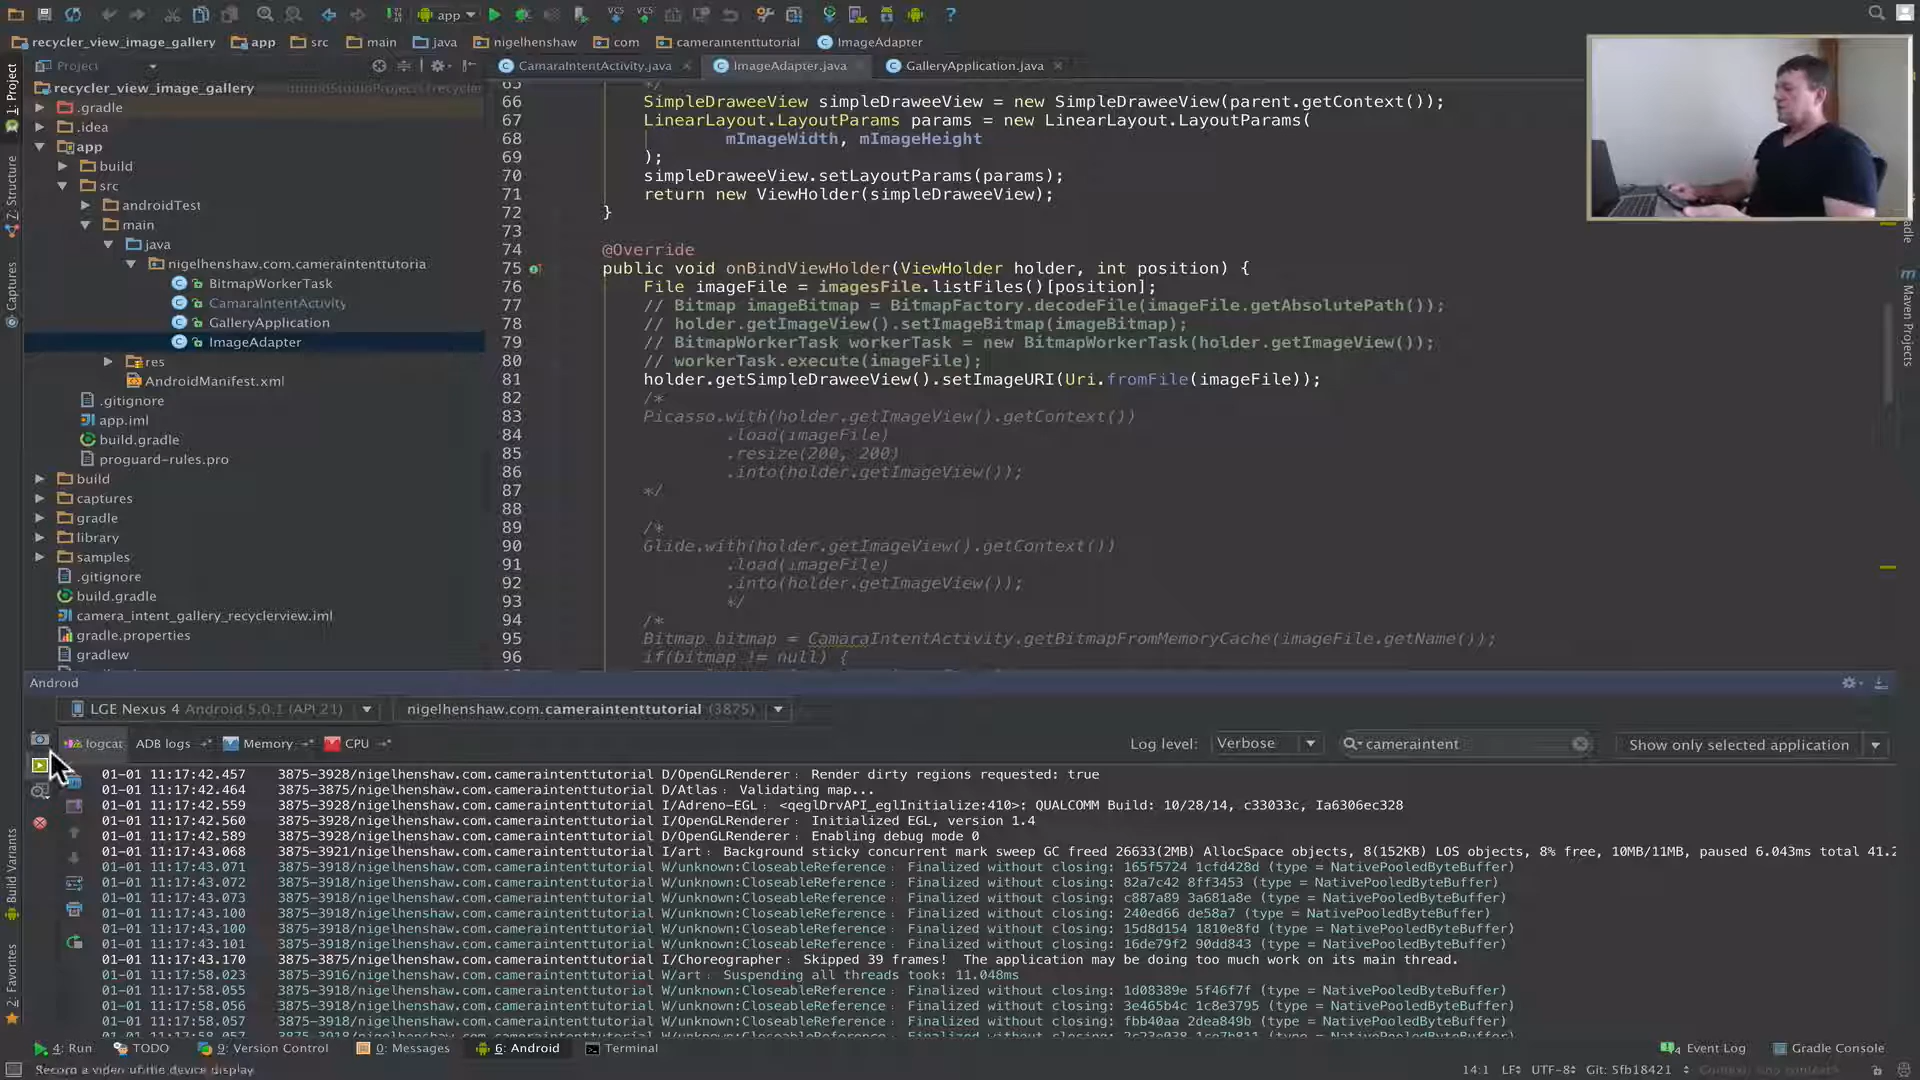 app
recycler_view_image_gallery app src main java nigelhenshaw com cameraintenttutorial ImageAdapter
1: Project
Z: Structure
Captures
Build Variants
2: Favorites
Project
recycler_view_image_gallery
.gradle
.idea
app
build
src
androidTest
main
java
nigelhenshaw.com.cameraintenttutoria
BitmapWorkerTask
CamaraIntentActivity
GalleryApplication
ImageAdapter
res
AndroidManifest.xml
.gitignore
app.iml
build.gradle
proguard-rules.pro
build
captures
gradle
library
samples
.gitignore
build.gradle
camera_intent_gallery_recyclerview.iml
gradle.properties
gradlew
CamaraIntentActivity.java ImageAdapter.java GalleryApplication.java
65 */
66 SimpleDraweeView simpleDraweeView = new SimpleDraweeView(parent.getContext());
67 LinearLayout.LayoutParams params = new LinearLayout.LayoutParams(
68 mImageWidth, mImageHeight
69 );
70 simpleDraweeView.setLayoutParams(params);
71 return new ViewHolder(simpleDraweeView);
72 }
73
74 @Override
75 public void onBindViewHolder(ViewHolder holder, int position) {
76 File imageFile = imagesFile.listFiles()[position];
77 // Bitmap imageBitmap = BitmapFactory.decodeFile(imageFile.getAbsolutePath());
78 // holder.getImageView().setImageBitmap(imageBitmap);
79 // BitmapWorkerTask workerTask = new BitmapWorkerTask(holder.getImageView());
80 // workerTask.execute(imageFile);
81 holder.getSimpleDraweeView().setImageURI(Uri.fromFile(imageFile));
82 /*
83 Picasso.with(holder.getImageView().getContext())
84 .load(imageFile)
85 .resize(200, 200)
86 .into(holder.getImageView());
87 */
88
89 /*
90 Glide.with(holder.getImageView().getContext())
91 .load(imageFile)
92 .into(holder.getImageView());
93 */
94 /*
95 Bitmap bitmap = CamaraIntentActivity.getBitmapFromMemoryCache(imageFile.getName());
96 if(bitmap != null) {
Maven Projects
Android
LGE Nexus 4 Android 5.0.1 (API 21) nigelhenshaw.com.cameraintenttutorial (3875)
logcat ADB logs Memory CPU Log level: Verbose cameraintent Show only selected application
01-01 11:17:42.457 3875-3928/nigelhenshaw.com.cameraintenttutorial D/OpenGLRenderer: Render dirty regions requested: true
01-01 11:17:42.464 3875-3875/nigelhenshaw.com.cameraintenttutorial D/Atlas: Validating map...
01-01 11:17:42.559 3875-3928/nigelhenshaw.com.cameraintenttutorial I/Adreno-EGL: <qeglDrvAPI_eglInitialize:410>: QUALCOMM Build: 10/28/14, c33033c, Ia6306ec328
01-01 11:17:42.560 3875-3928/nigelhenshaw.com.cameraintenttutorial I/OpenGLRenderer: Initialized EGL, version 1.4
01-01 11:17:42.589 3875-3928/nigelhenshaw.com.cameraintenttutorial D/OpenGLRenderer: Enabling debug mode 0
01-01 11:17:43.068 3875-3921/nigelhenshaw.com.cameraintenttutorial I/art: Background sticky concurrent mark sweep GC freed 26633(2MB) AllocSpace objects, 8(152KB) LOS objects, 8% free, 10MB/11MB, paused 6.043ms total 41.2
01-01 11:17:43.071 3875-3918/nigelhenshaw.com.cameraintenttutorial W/unknown:CloseableReference: Finalized without closing: 165f5724 1cfd428d (type = NativePooledByteBuffer)
01-01 11:17:43.072 3875-3918/nigelhenshaw.com.cameraintenttutorial W/unknown:CloseableReference: Finalized without closing: 82a7c42 8ff3453 (type = NativePooledByteBuffer)
01-01 11:17:43.073 3875-3918/nigelhenshaw.com.cameraintenttutorial W/unknown:CloseableReference: Finalized without closing: c887a89 3a681a8e (type = NativePooledByteBuffer)
01-01 11:17:43.100 3875-3918/nigelhenshaw.com.cameraintenttutorial W/unknown:CloseableReference: Finalized without closing: 240ed66 de58a7 (type = NativePooledByteBuffer)
01-01 11:17:43.100 3875-3918/nigelhenshaw.com.cameraintenttutorial W/unknown:CloseableReference: Finalized without closing: 15d8d154 1810e8fd (type = NativePooledByteBuffer)
01-01 11:17:43.101 3875-3918/nigelhenshaw.com.cameraintenttutorial W/unknown:CloseableReference: Finalized without closing: 16de79f2 90dd843 (type = NativePooledByteBuffer)
01-01 11:17:43.170 3875-3875/nigelhenshaw.com.cameraintenttutorial I/Choreographer: Skipped 39 frames! The application may be doing too much work on its main thread.
01-01 11:17:58.023 3875-3916/nigelhenshaw.com.cameraintenttutorial W/art: Suspending all threads took: 11.048ms
01-01 11:17:58.055 3875-3918/nigelhenshaw.com.cameraintenttutorial W/unknown:CloseableReference: Finalized without closing: 1d08389e 5f46f7f (type = NativePooledByteBuffer)
01-01 11:17:58.056 3875-3918/nigelhenshaw.com.cameraintenttutorial W/unknown:CloseableReference: Finalized without closing: 3e465b4c 1c8e3795 (type = NativePooledByteBuffer)
01-01 11:17:58.057 3875-3918/nigelhenshaw.com.cameraintenttutorial W/unknown:CloseableReference: Finalized without closing: fbb40aa 2dea849b (type = NativePooledByteBuffer)
4: Run TODO 9: Version Control 0: Messages 6: Android Terminal Event Log Gradle Console
Record a video of the device display 14:1 LF UTF-8 Git: 5fb18421